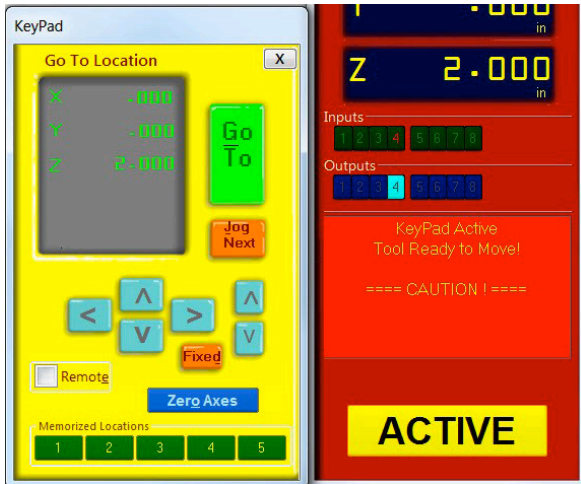 KeyPad
Go To Location
X
X -.000
Y -.000
Z 2.000
Go
To
Jog
Next
<
^
v
>
^
v
Fixed
Remote
Zero Axes
Memorized Locations
1 2 3 4 5
in
Z 2.000
in
Inputs
1 2 3 4 5 6 7 8
Outputs
1 2 3 4 5 6 7 8
KeyPad Active
Tool Ready to Move!
==== CAUTION ! ====
ACTIVE